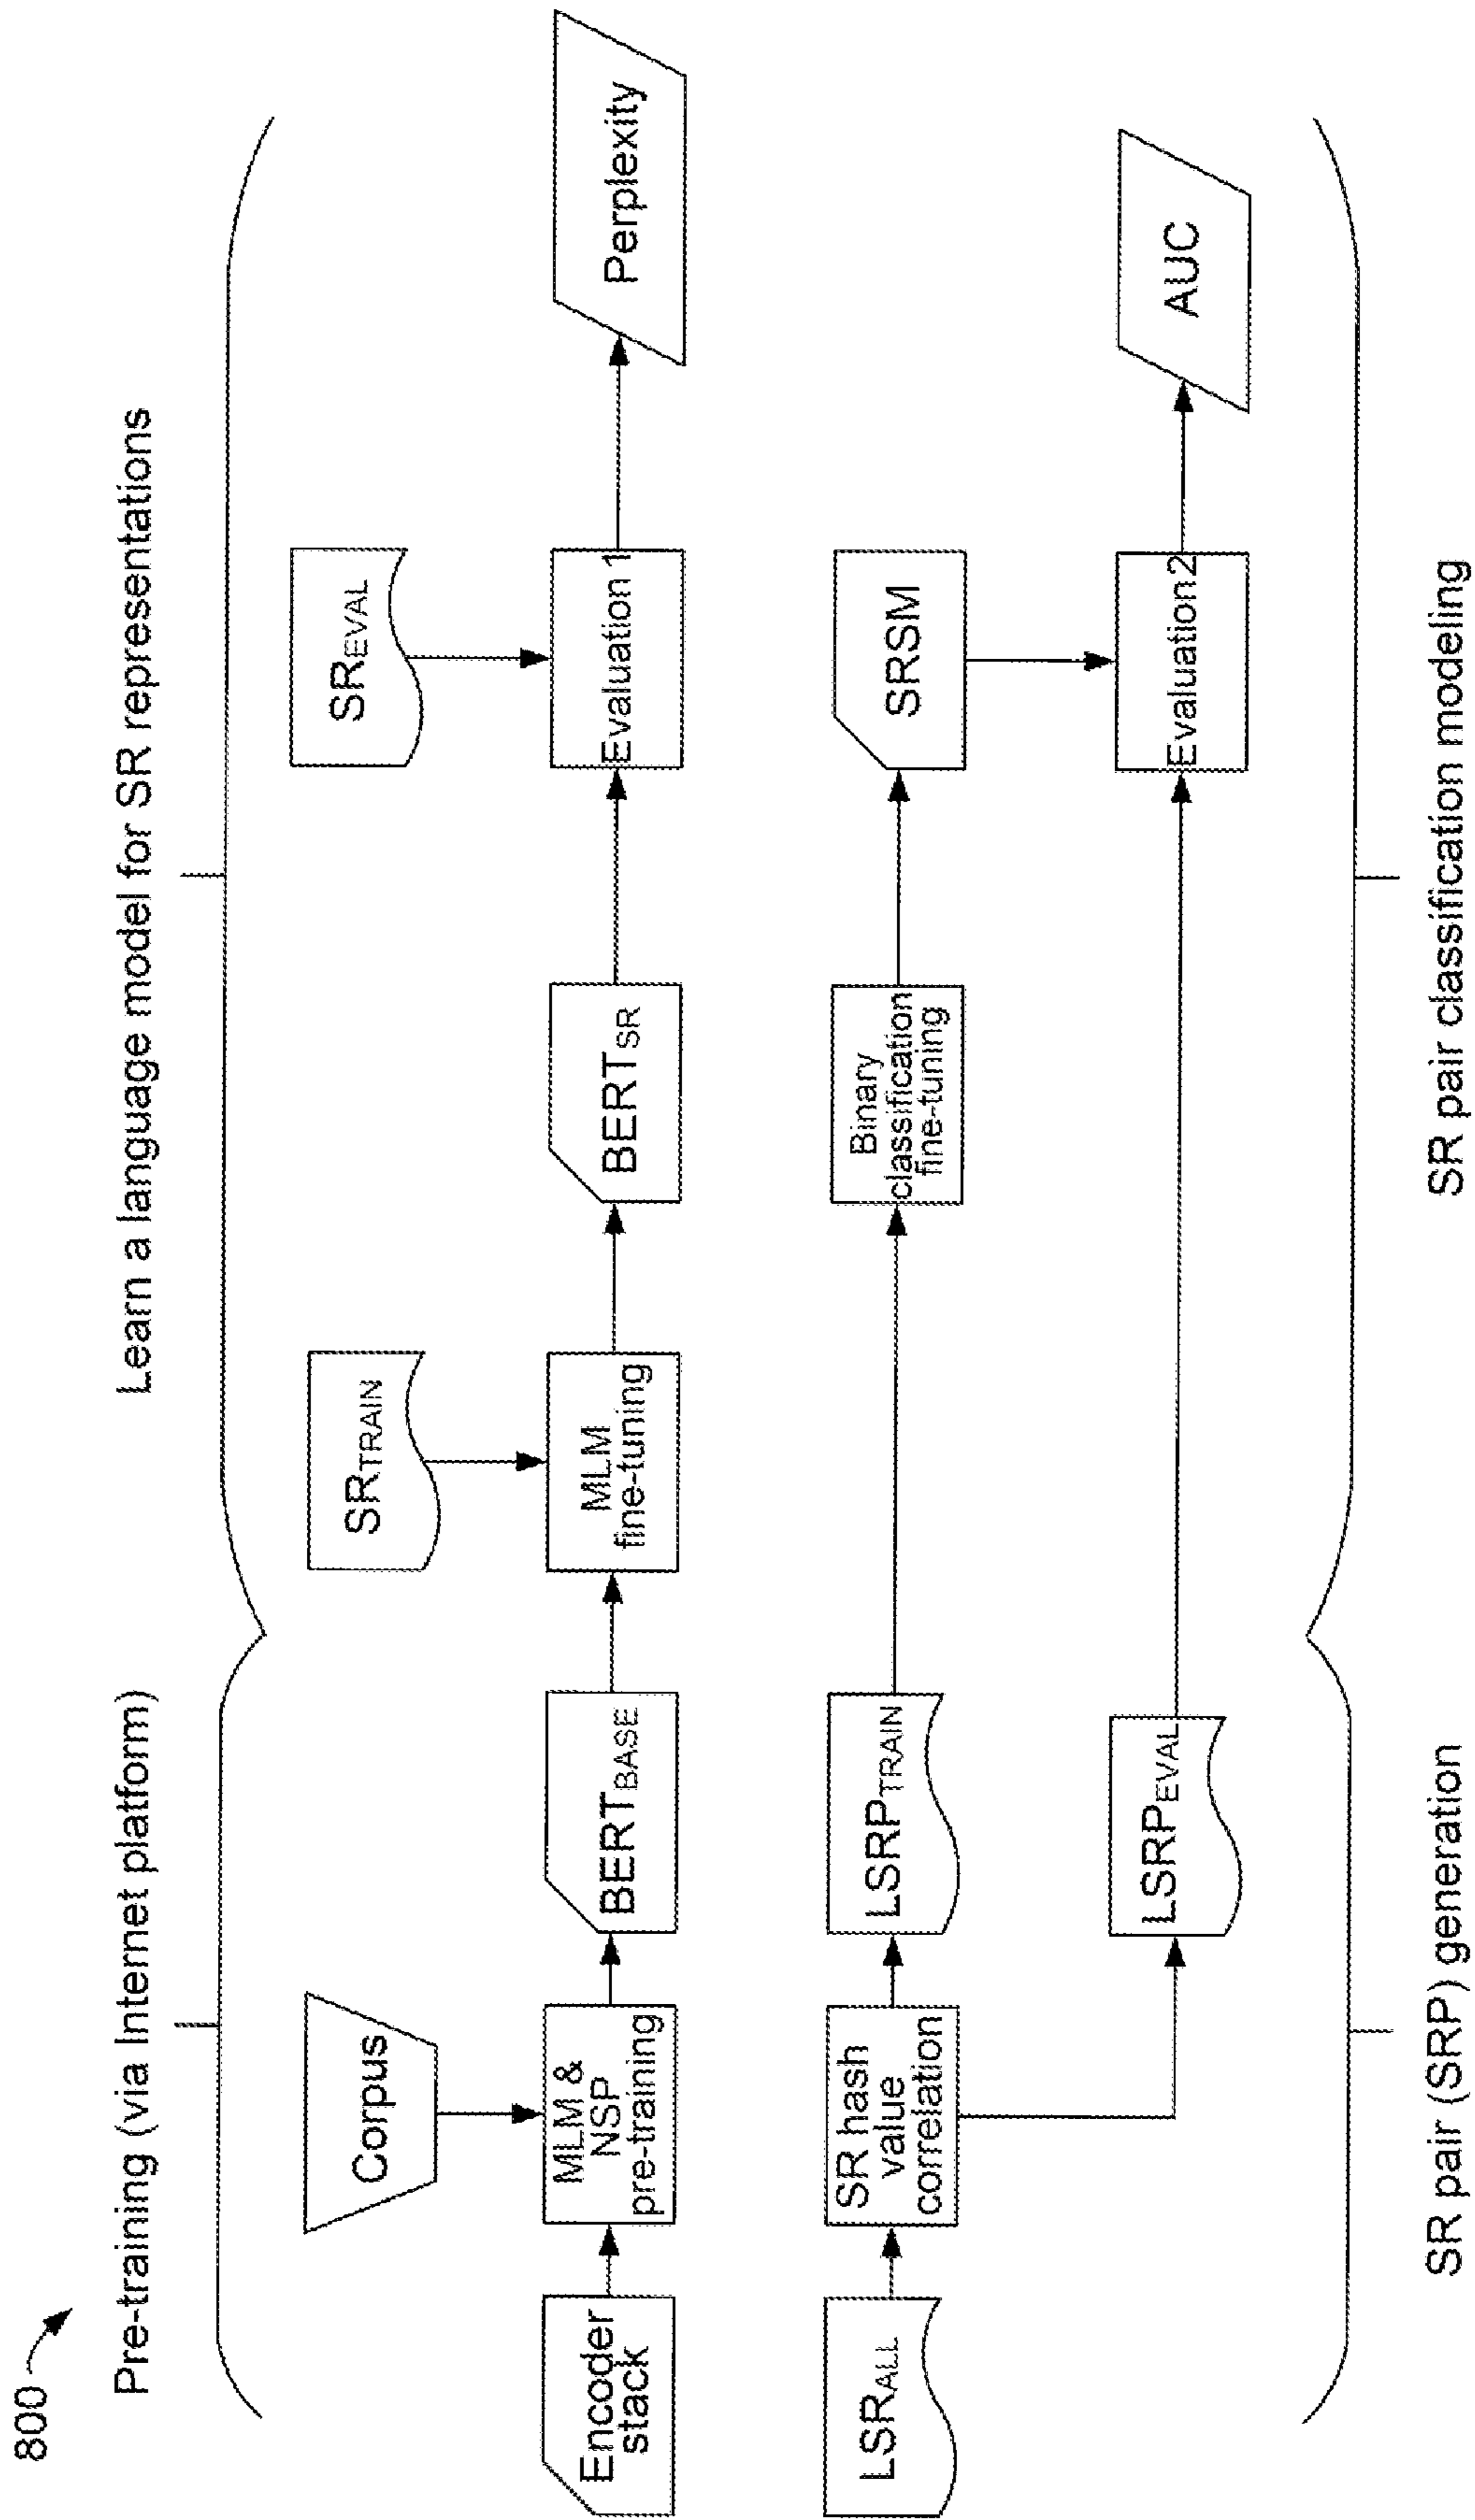 800
Pre-training (via Internet platform)
Learn a language model for SR representations
Corpus
SRTRAIN
SREVAL
Encoder
stack
MLM &
NSP
pre-training
BERTBASE
MLM
fine-tuning
BERTSR
Evaluation 1
Perplexity
LSRALL
SR hash
value
correlation
LSRPTRAIN
Binary
classification
fine-tuning
SRSM
LSRPEVAL
Evaluation 2
AUC
SR pair (SRP) generation
SR pair classification modeling